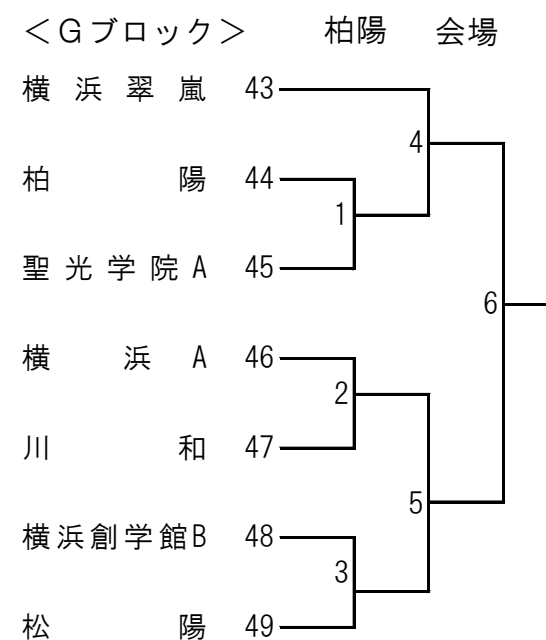 ＜Gブロック＞ 柏陽 会場
横浜翠嵐 43
4
柏陽 44
1
聖光学院A 45
6
横浜A 46
2
川和 47
5
横浜創学館B 48
3
松陽 49